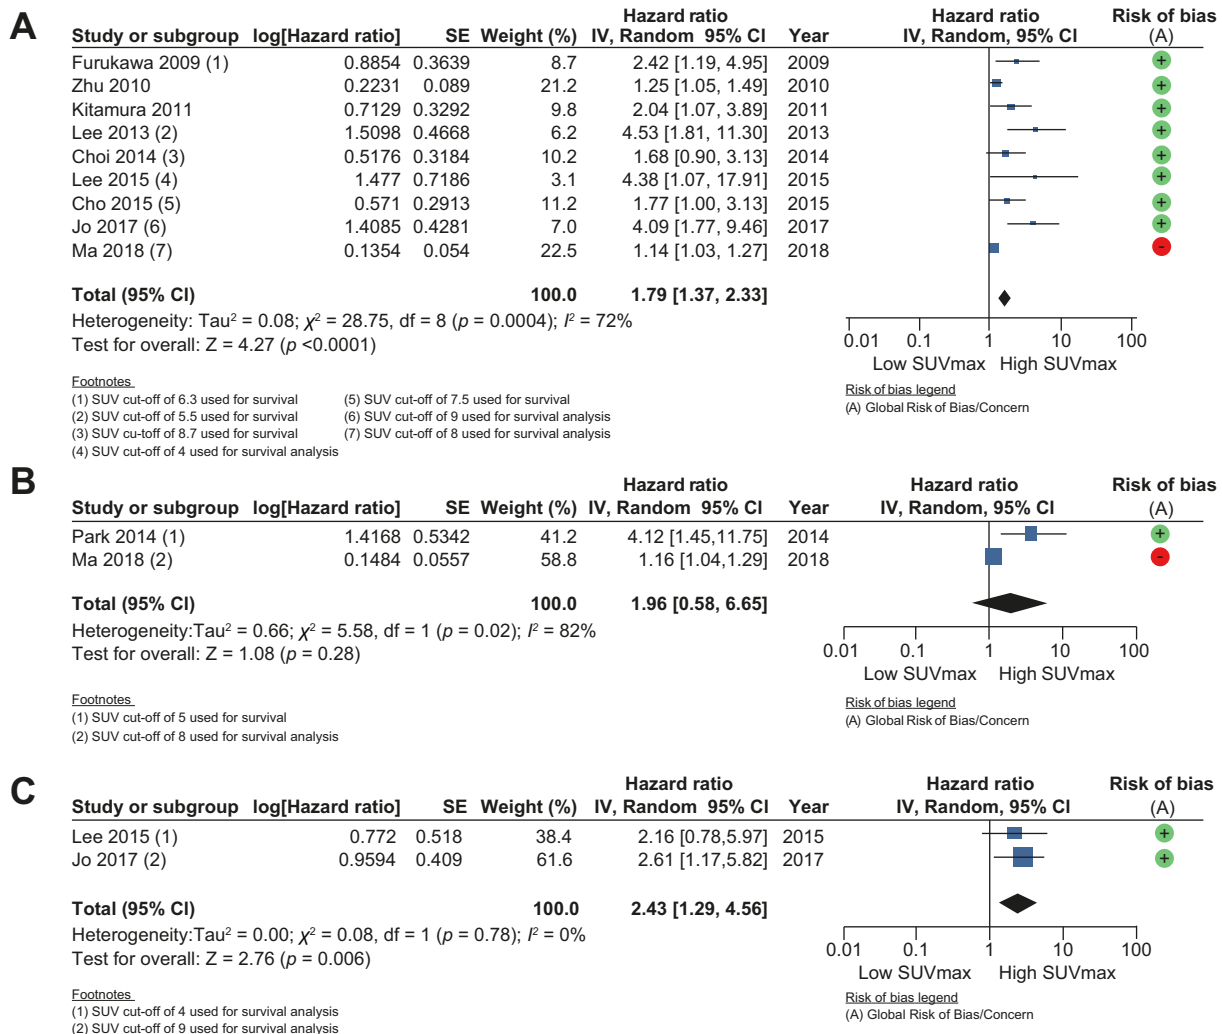 A
Hazard ratio Hazard ratio Risk of bias
Study or subgroup log[Hazard ratio] SE Weight (%) IV, Random 95% CI Year IV, Random, 95% CI (A)
Furukawa 2009 (1) 0.8854 0.3639 8.7 2.42 [1.19, 4.95] 2009 +
Zhu 2010 0.2231 0.089 21.2 1.25 [1.05, 1.49] 2010 +
Kitamura 2011 0.7129 0.3292 9.8 2.04 [1.07, 3.89] 2011 +
Lee 2013 (2) 1.5098 0.4668 6.2 4.53 [1.81, 11.30] 2013 +
Choi 2014 (3) 0.5176 0.3184 10.2 1.68 [0.90, 3.13] 2014 +
Lee 2015 (4) 1.477 0.7186 3.1 4.38 [1.07, 17.91] 2015 +
Cho 2015 (5) 0.571 0.2913 11.2 1.77 [1.00, 3.13] 2015 +
Jo 2017 (6) 1.4085 0.4281 7.0 4.09 [1.77, 9.46] 2017 +
Ma 2018 (7) 0.1354 0.054 22.5 1.14 [1.03, 1.27] 2018 -
Total (95% CI) 100.0 1.79 [1.37, 2.33]
Heterogeneity: Tau² = 0.08; χ² = 28.75, df = 8 (p = 0.0004); I² = 72%
Test for overall: Z = 4.27 (p <0.0001)
0.01 0.1 1 10 100
Low SUVmax High SUVmax
Footnotes
(1) SUV cut-off of 6.3 used for survival (5) SUV cut-off of 7.5 used for survival
(2) SUV cut-off of 5.5 used for survival (6) SUV cut-off of 9 used for survival analysis
(3) SUV cu-toff of 8.7 used for survival (7) SUV cut-off of 8 used for survival analysis
(4) SUV cut-off of 4 used for survival analysis
Risk of bias legend
(A) Global Risk of Bias/Concern
B
Hazard ratio Hazard ratio Risk of bias
Study or subgroup log[Hazard ratio] SE Weight (%) IV, Random 95% CI Year IV, Random, 95% CI (A)
Park 2014 (1) 1.4168 0.5342 41.2 4.12 [1.45,11.75] 2014 +
Ma 2018 (2) 0.1484 0.0557 58.8 1.16 [1.04,1.29] 2018 -
Total (95% CI) 100.0 1.96 [0.58, 6.65]
Heterogeneity:Tau² = 0.66; χ² = 5.58, df = 1 (p = 0.02); I² = 82%
Test for overall: Z = 1.08 (p = 0.28)
0.01 0.1 1 10 100
Low SUVmax High SUVmax
Footnotes
(1) SUV cut-off of 5 used for survival
(2) SUV cut-off of 8 used for survival analysis
Risk of bias legend
(A) Global Risk of Bias/Concern
C
Hazard ratio Hazard ratio Risk of bias
Study or subgroup log[Hazard ratio] SE Weight (%) IV, Random 95% CI Year IV, Random, 95% CI (A)
Lee 2015 (1) 0.772 0.518 38.4 2.16 [0.78,5.97] 2015 +
Jo 2017 (2) 0.9594 0.409 61.6 2.61 [1.17,5.82] 2017 +
Total (95% CI) 100.0 2.43 [1.29, 4.56]
Heterogeneity:Tau² = 0.00; χ² = 0.08, df = 1 (p = 0.78); I² = 0%
Test for overall: Z = 2.76 (p = 0.006)
0.01 0.1 1 10 100
Low SUVmax High SUVmax
Footnotes
(1) SUV cut-off of 4 used for survival analysis
(2) SUV cut-off of 9 used for survival analysis
Risk of bias legend
(A) Global Risk of Bias/Concern